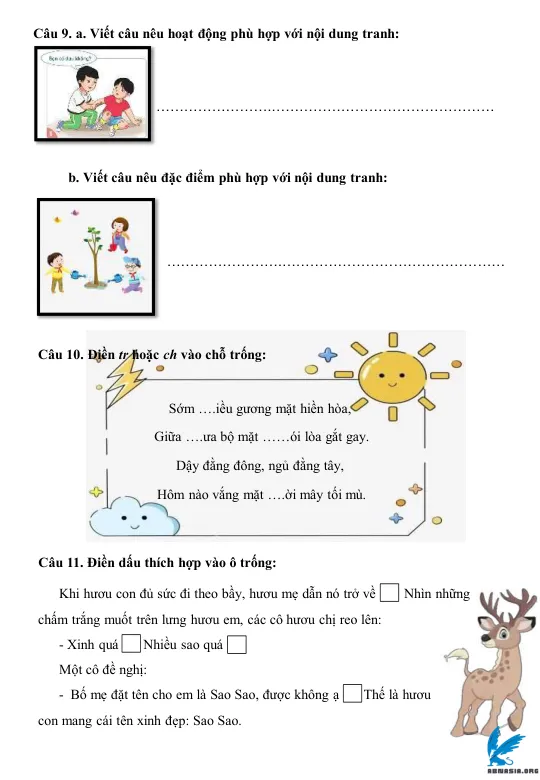 Câu 9. a. Viết câu nêu hoạt động phù hợp với nội dung tranh:
Bạn có đau không?
........................................................................
b. Viết câu nêu đặc điểm phù hợp với nội dung tranh:
........................................................................
Câu 10. Điền tr hoặc ch vào chỗ trống:
Sớm ….iều gương mặt hiền hòa,
Giữa ….ưa bộ mặt ……ói lòa gắt gay.
Dậy đằng đông, ngủ đằng tây,
Hôm nào vắng mặt ….ời mây tối mù.
Câu 11. Điền dấu thích hợp vào ô trống:
Khi hươu con đủ sức đi theo bầy, hươu mẹ dẫn nó trở về □ Nhìn những
chấm trắng muốt trên lưng hươu em, các cô hươu chị reo lên:
- Xinh quá □ Nhiều sao quá □
Một cô đề nghị:
- Bố mẹ đặt tên cho em là Sao Sao, được không ạ □ Thế là hươu
con mang cái tên xinh đẹp: Sao Sao.
ABNASIA.ORG